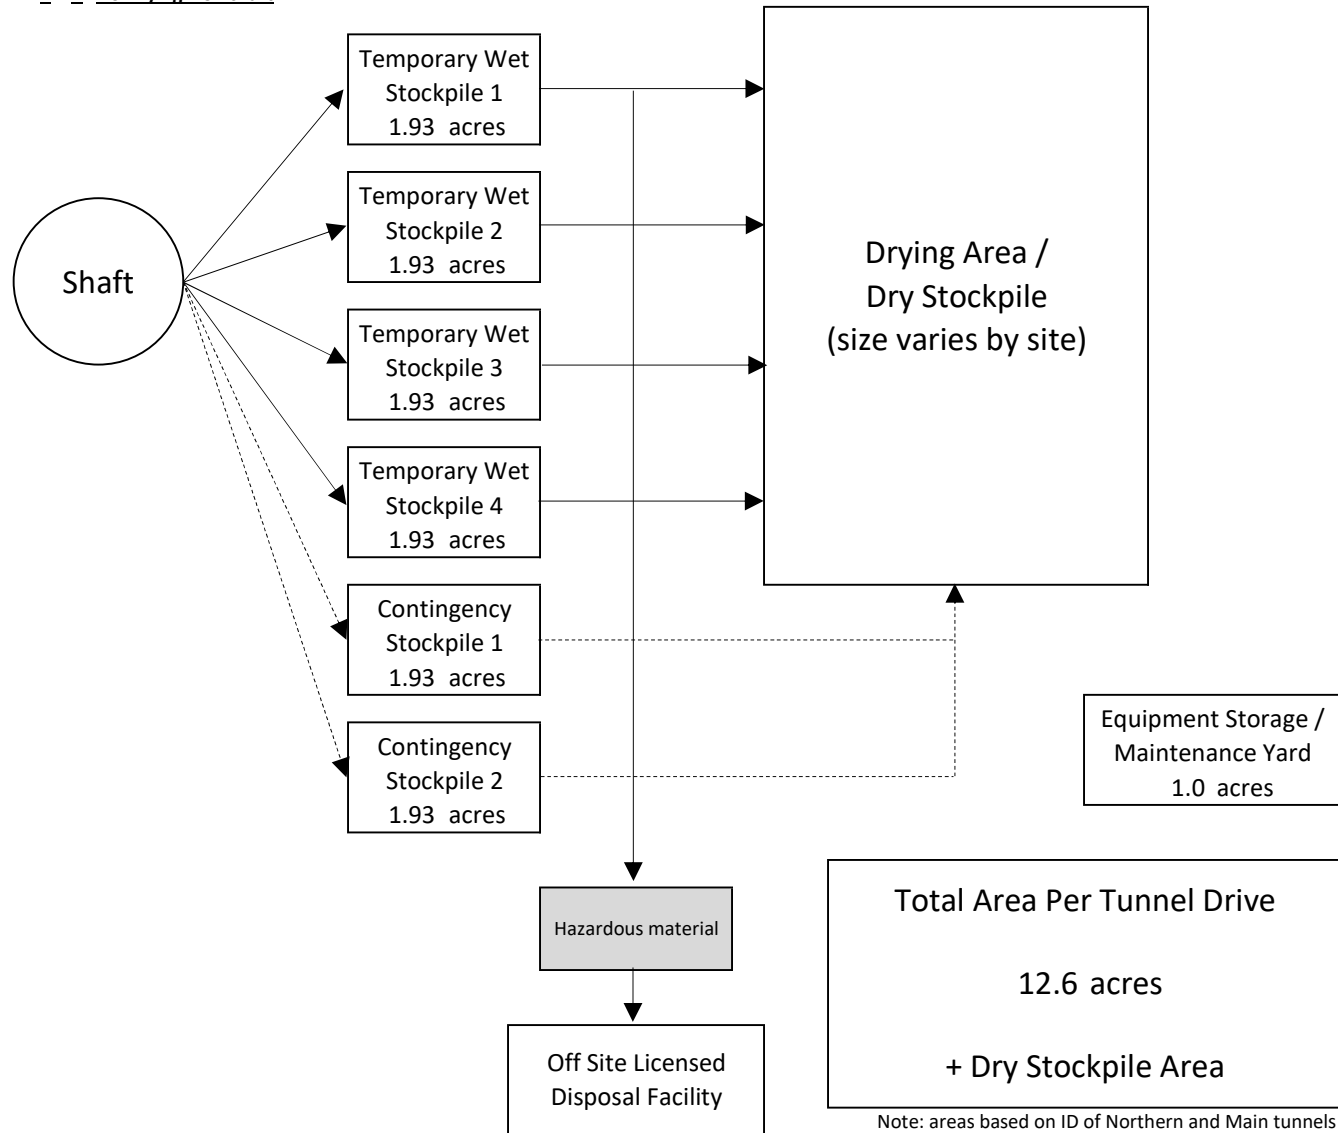 Temporary Wet
Stockpile 1
1.93 acres
Temporary Wet
Stockpile 2
1.93 acres
Shaft
Temporary Wet
Stockpile 3
1.93 acres
Temporary Wet
Stockpile 4
1.93 acres
Contingency
Stockpile 1
1.93 acres
Contingency
Stockpile 2
1.93 acres
Drying Area /
Dry Stockpile
(size varies by site)
Equipment Storage /
Maintenance Yard
1.0 acres
Hazardous material
Off Site Licensed
Disposal Facility
Total Area Per Tunnel Drive
12.6 acres
+ Dry Stockpile Area
Note: areas based on ID of Northern and Main tunnels